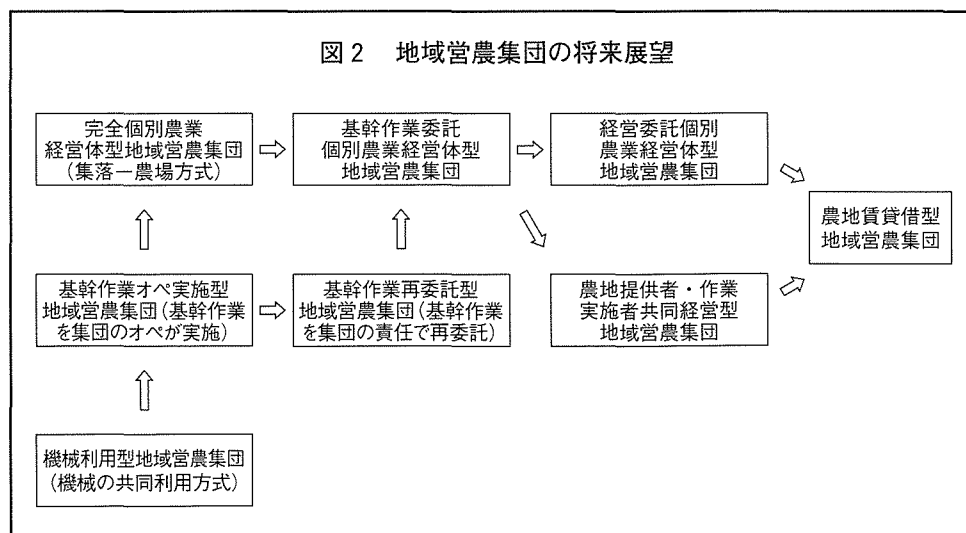 図2 地域営農集団の将来展望
完全個別農業
経営体型地域営農集団
(集落一農場方式)
基幹作業委託
個別農業経営体型
地域営農集団
経営委託個別
農業経営体型
地域営農集団
農地賃貸借型
地域営農集団
基幹作業オペ実施型
地域営農集団(基幹作業
を集団のオペが実施)
基幹作業再委託型
地域営農集団(基幹作業
を集団の責任で再委託)
農地提供者・作業
実施者共同経営型
地域営農集団
機械利用型地域営農集団
(機械の共同利用方式)